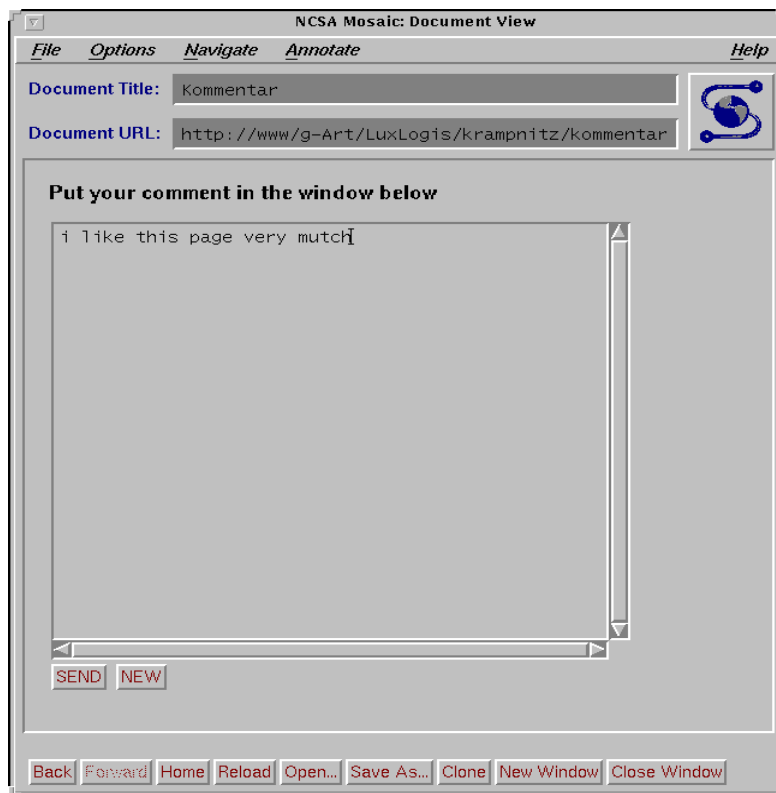 NCSA Mosaic: Document View
File Options Navigate Annotate Help
Document Title: Kommentar
Document URL: http://www/g-Art/LuxLogis/krampnitz/kommentar
Put your comment in the window below
i like this page very mutch
SEND NEW
Back Forward Home Reload Open... Save As... Clone New Window Close Window